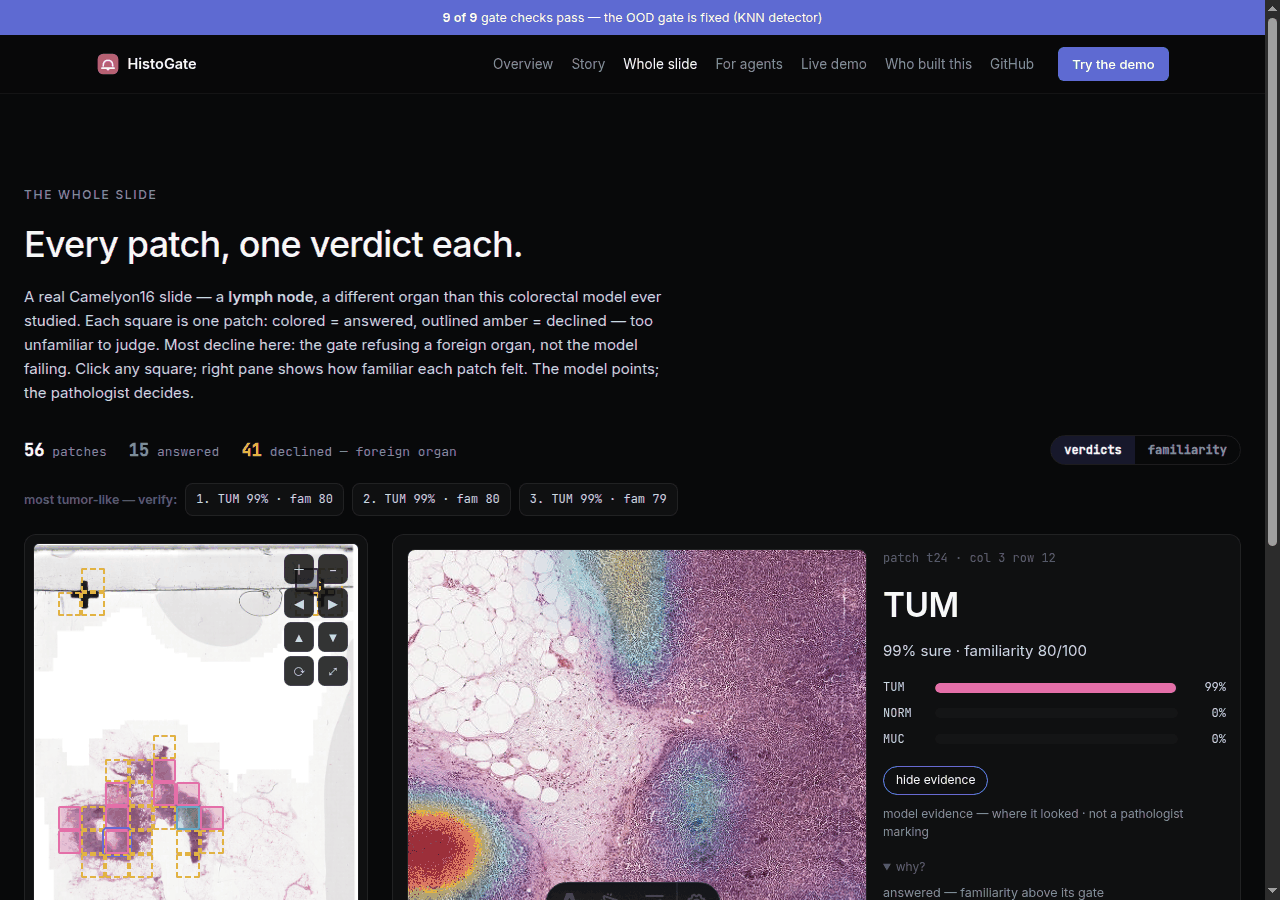 9 of 9 gate checks pass — the OOD gate is fixed (KNN detector)
HistoGate
Overview Story Whole slide For agents Live demo Who built this GitHub Try the demo
THE WHOLE SLIDE
Every patch, one verdict each.
A real Camelyon16 slide — a lymph node, a different organ than this colorectal model ever
studied. Each square is one patch: colored = answered, outlined amber = declined — too
unfamiliar to judge. Most decline here: the gate refusing a foreign organ, not the model
failing. Click any square; right pane shows how familiar each patch felt. The model points;
the pathologist decides.
56 patches 15 answered 41 declined — foreign organ
verdicts familiarity
most tumor-like — verify: 1. TUM 99% · fam 80 2. TUM 99% · fam 80 3. TUM 99% · fam 79
patch t24 · col 3 row 12
TUM
99% sure · familiarity 80/100
TUM 99%
NORM 0%
MUC 0%
hide evidence
model evidence — where it looked · not a pathologist
marking
▼ why?
answered — familiarity above its gate